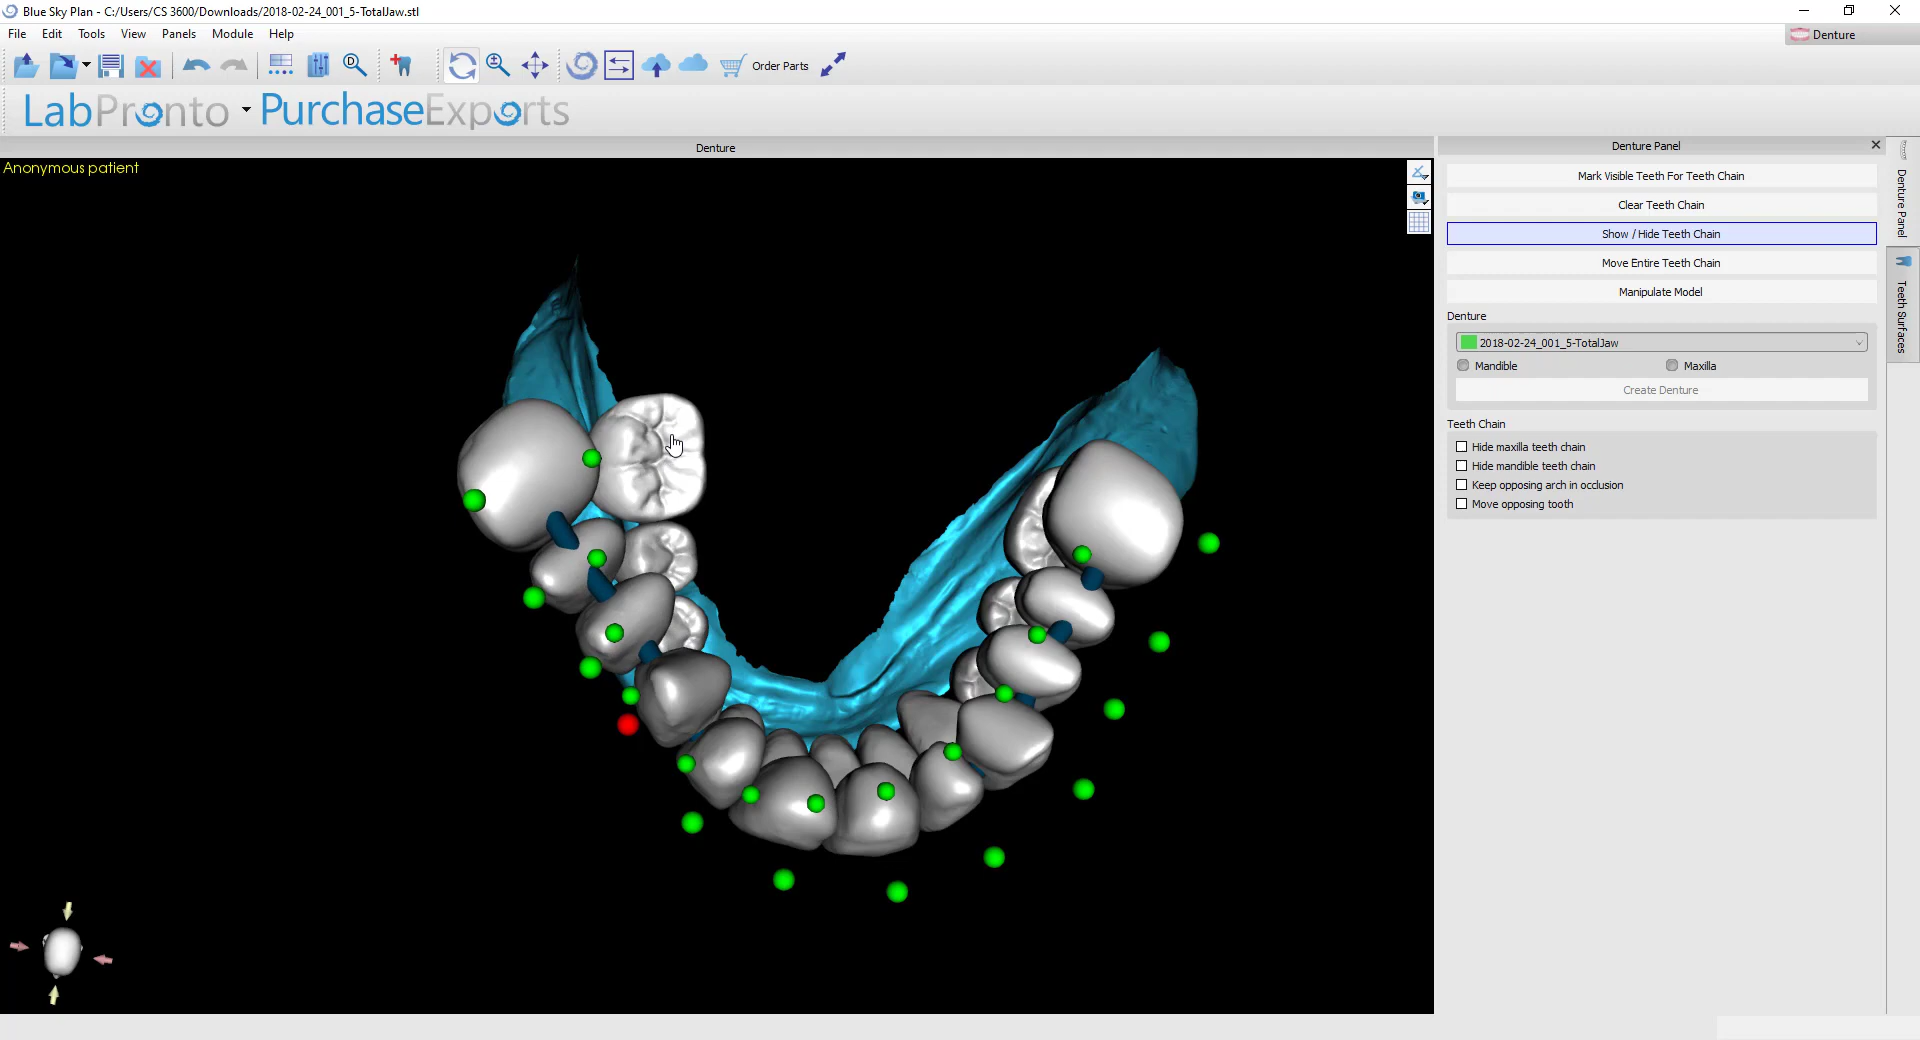 Blue Sky Plan - C:/Users/CS 3600/Downloads/2018-02-24_001_5-TotalJaw.stl
File Edit Tools View Panels Module Help
Denture
D
Order Parts
LabPronto PurchaseExports
Denture
Denture Panel
Anonymous patient
Mark Visible Teeth For Teeth Chain
Clear Teeth Chain
Show / Hide Teeth Chain
Move Entire Teeth Chain
Manipulate Model
Denture
2018-02-24_001_5-TotalJaw
Mandible Maxilla
Create Denture
Teeth Chain
Hide maxilla teeth chain
Hide mandible teeth chain
Keep opposing arch in occlusion
Move opposing tooth
Denture Panel
Teeth Surfaces